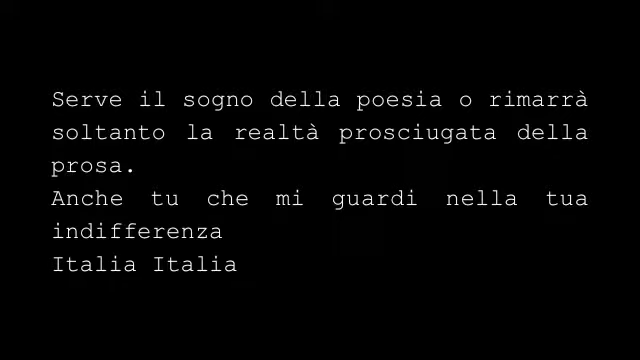 Serve il sogno della poesia o rimarrà
soltanto la realtà prosciugata della
prosa.
Anche tu che mi guardi nella tua
indifferenza
Italia Italia